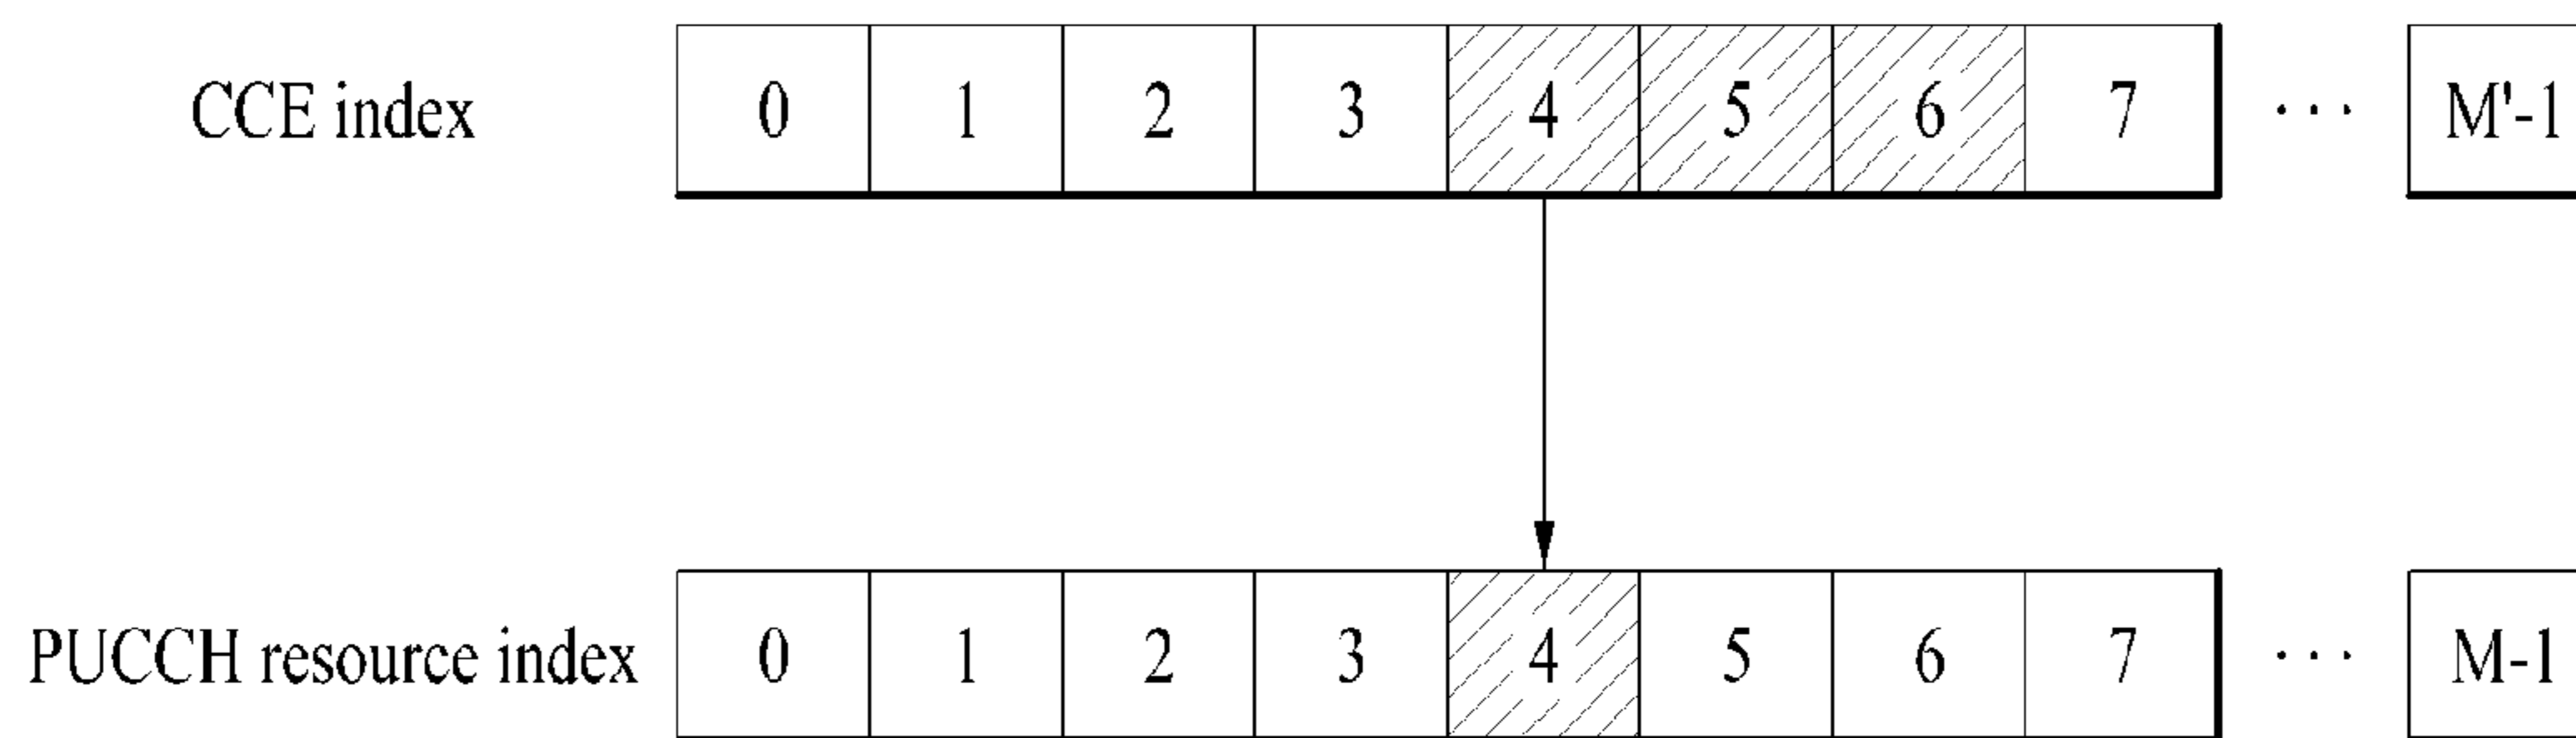 CCE index 0 1 2 3 4 5 6 7 ... M'-1
PUCCH resource index 0 1 2 3 4 5 6 7 ... M-1